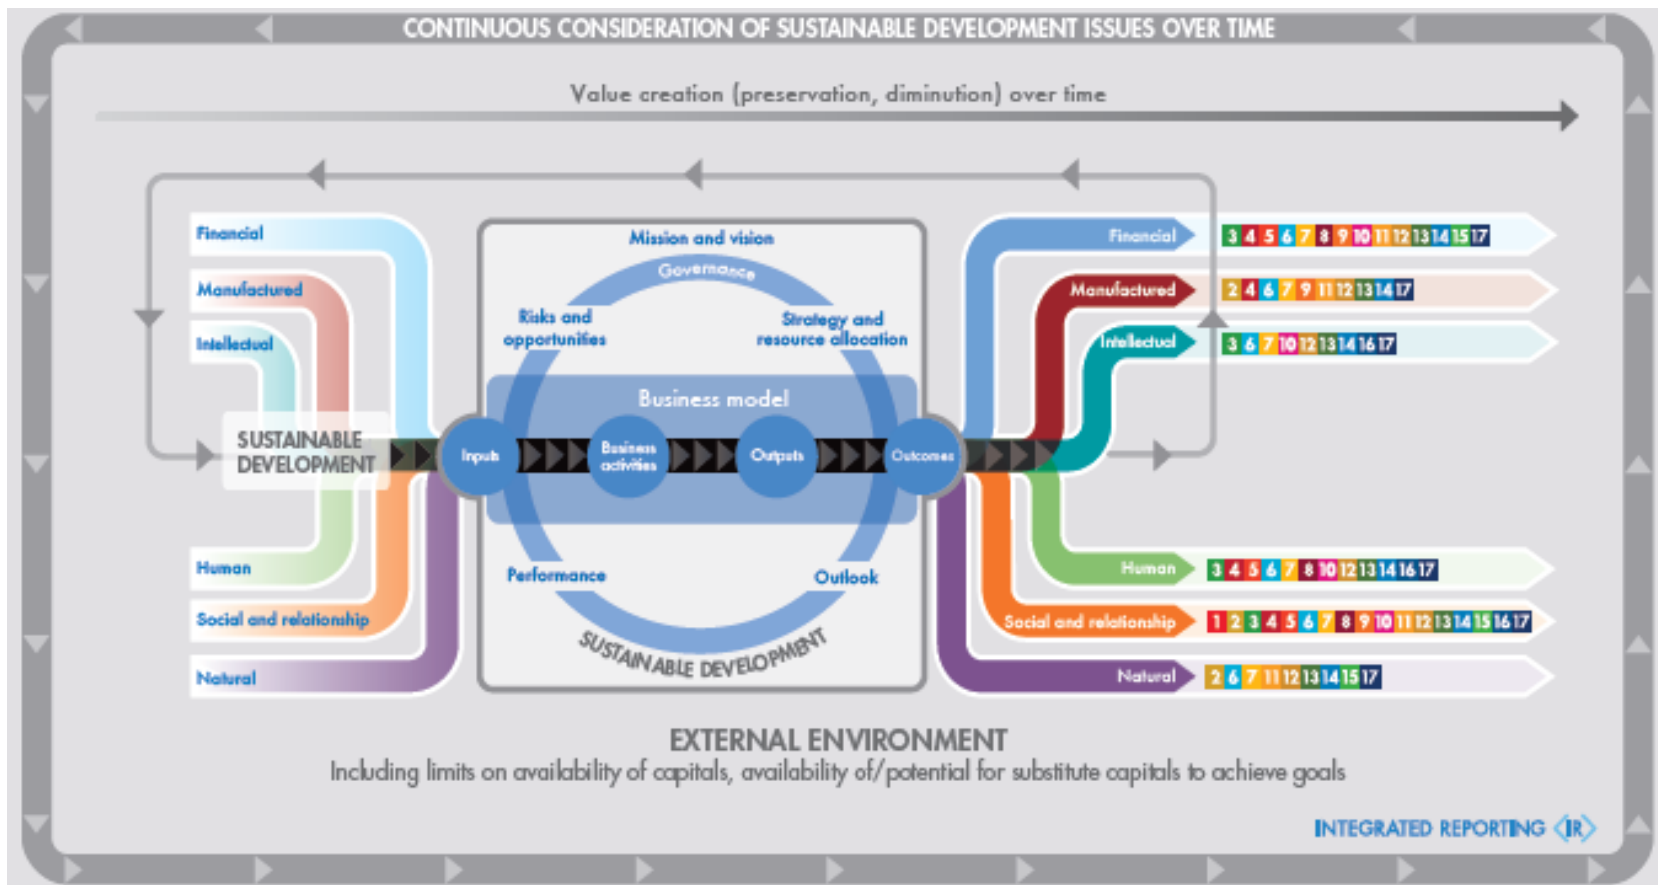 CONTINUOUS CONSIDERATION OF SUSTAINABLE DEVELOPMENT ISSUES OVER TIME
Value creation (preservation, diminution) over time
Financial
Manufactured
Intellectual
SUSTAINABLE
DEVELOPMENT
Human
Social and relationship
Natural
Mission and vision
Governance
Risks and
opportunities
Strategy and
resource allocation
Business model
Inputs
Business
activities
Outputs
Outcomes
Performance
Outlook
SUSTAINABLE DEVELOPMENT
Financial 3 4 5 6 7 8 9 10 11 12 13 14 15 17
Manufactured 2 4 6 7 9 11 12 13 14 17
Intellectual 3 6 7 10 12 13 14 16 17
Human 3 4 5 6 7 8 10 12 13 14 16 17
Social and relationship 1 2 3 4 5 6 7 8 9 10 11 12 13 14 15 16 17
Natural 2 6 7 11 12 13 14 15 17
EXTERNAL ENVIRONMENT
Including limits on availability of capitals, availability of/potential for substitute capitals to achieve goals
INTEGRATED REPORTING <IR>